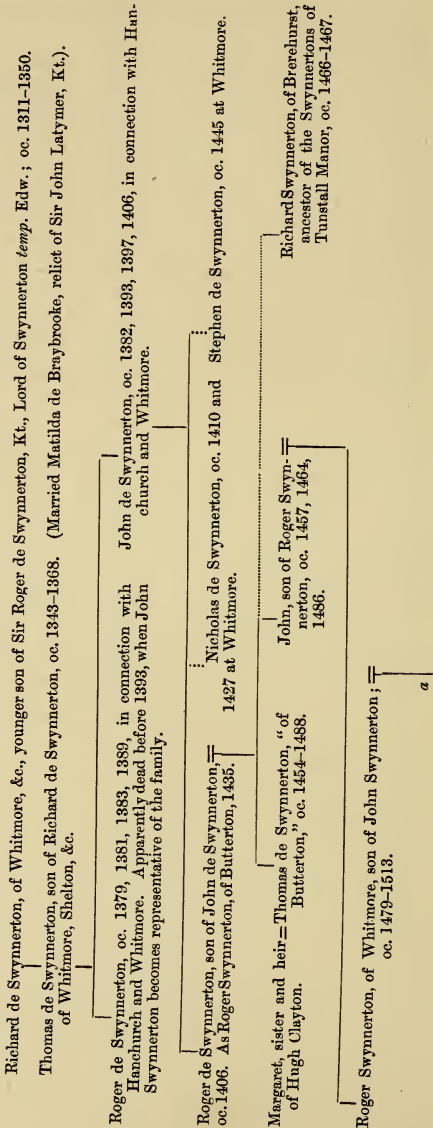 Richard de Swynnerton, of Whitmore, &c., younger son of Sir Roger de Swynnerton, Kt., Lord of Swynnerton temp. Edw.; oc. 1311–1350.
Thomas de Swynnerton, son of Richard de Swynnerton, oc. 1343–1368. (Married Matilda de Braybrooke, relict of Sir John Latymer, Kt.).
of Whitmore, Shelton, &c.
Roger de Swynnerton, oc. 1379, 1381, 1383, 1389, in connection with
Hanchurch and Whitmore. Apparently dead before 1393, when John
Swynnerton becomes representative of the family.
John de Swynnerton, oc. 1382, 1393, 1397, 1406, in connection with Han-
church and Whitmore.
Roger de Swynnerton, son of John de Swynnerton,
oc. 1406. As Roger Swynnerton, of Butterton, 1435.
Nicholas de Swynnerton, oc. 1410 and
1427 at Whitmore.
Stephen de Swynnerton, oc. 1445 at Whitmore.
Margaret, sister and heir=Thomas de Swynnerton, "of
of Hugh Clayton. Butterton," oc. 1454–1488.
John, son of Roger Swyn-
nerton, oc. 1457, 1464,
1486.
Richard Swynnerton, of Brerehurst,
ancestor of the Swynnertons of
Tunstall Manor, oc. 1466–1467.
Roger Swynnerton, of Whitmore, son of John Swynnerton;
oc. 1479–1513.
a